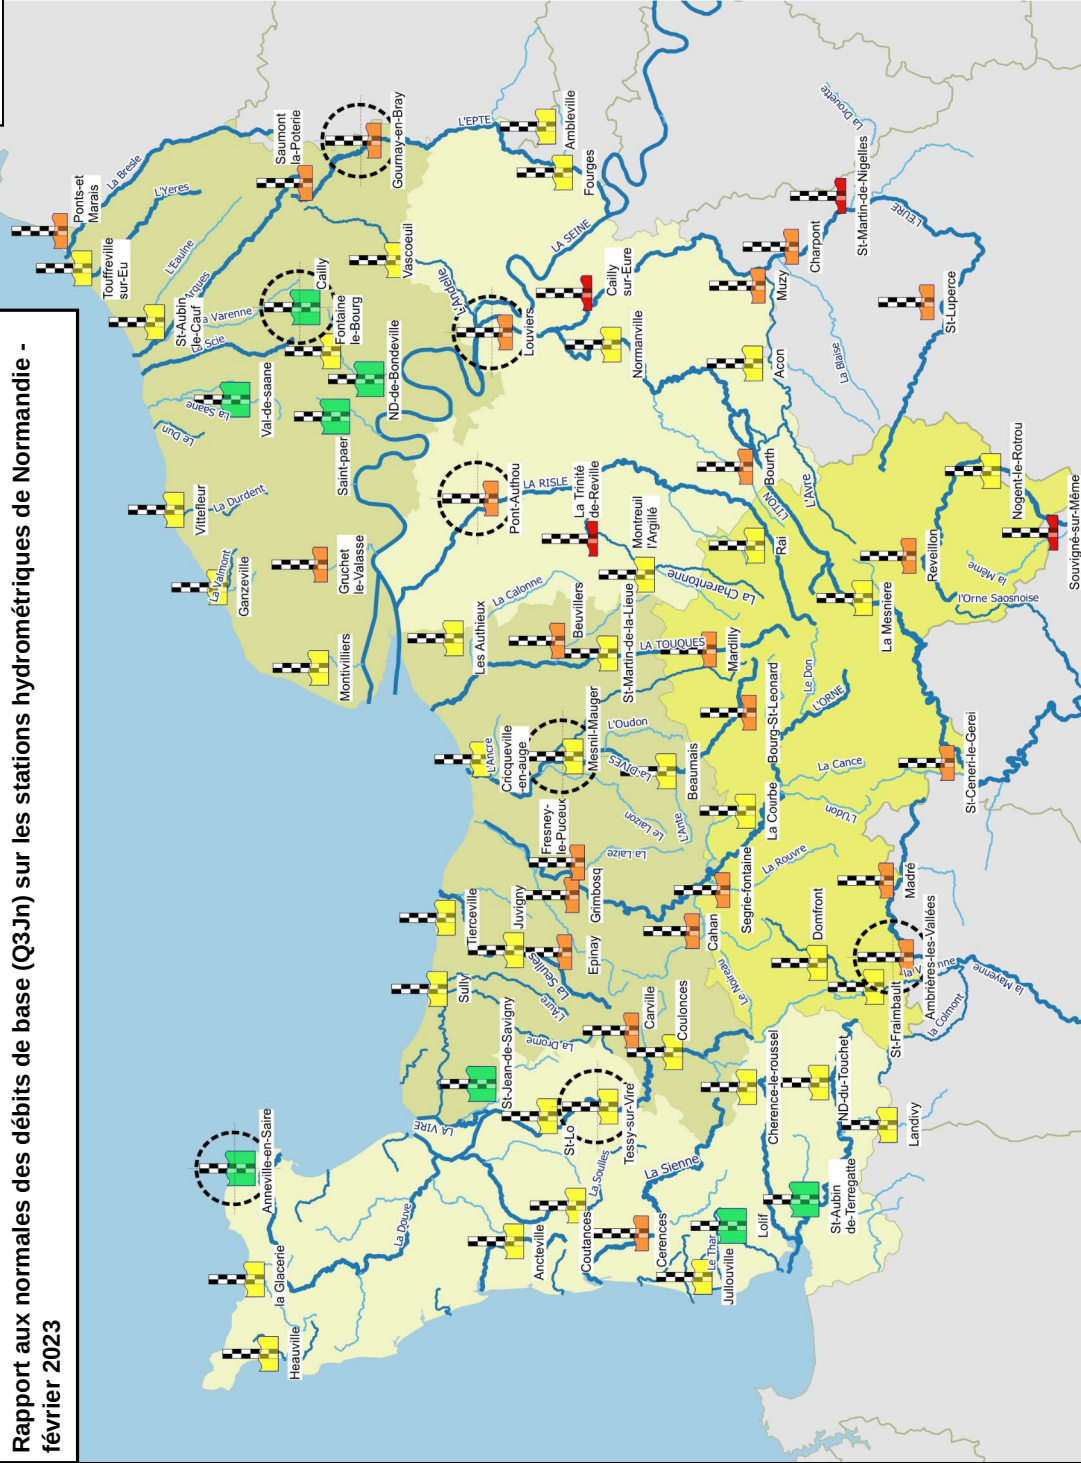 Rapport aux normales des débits de base (Q3Jn) sur les stations hydrométriques de Normandie -
février 2023
Heauville
la Glacerie
Anneville-en-Saire
La Douve
Ancteville
Coutances
La Soulles
Cerences
La Sienne
Le Thar
Jullouville
Lolif
St-Aubin
de-Terregatte
LA VIRE
St-Jean-de-Savigny
St-Lo
Tessy-sur-Vire
Cherence-le-roussel
ND-du-Touchet
Landivy
Sully
L'Aure
La Drome
Carville
Coulonces
Tierceville
Juvigny
La Seulles
Epinay
Le Noireau
Cahan
Fresney-
le-Puceux
Grimbosq
La Laize
Le Laizon
L'Ante
Segrie-fontaine
La Rouvre
Domfront
St-Fraimbault
Ambrières-les-Vallées
la Colmont
la Mayenne
Madré
La Courbe
L'Udon
La Cance
St-Ceneri-le-Gerei
Cricqueville
-en-auge
L'Ancre
Mesnil-Mauger
L'Oudon
La DIVES
Beaumais
Bourg-St-Leonard
Le Don
L'ORNE
Les Authieux
La Calonne
Beuvillers
St-Martin-de-la-Lieue
LA TOUQUES
Mardilly
Montreuil
l'Argillé
La Charentonne
La Trinité
de-Reville
Rai
La Mesniere
Reveillon
l'Orne Saosnoise
la Même
Nogent-le-Rotrou
Souvigné-sur-Même
Montivilliers
Gruchet
le-Valasse
La Valmont
Ganzeville
Vittefleur
La Durdent
Le Dun
La Saane
Val-de-saane
Saint-paer
ND-de-Bondeville
Fontaine
le-Bourg
Cailly
La Scie
la Varenne
St-Aubin
le-Cauf
Arques
L'Eaulne
L'Yeres
La Bresle
Touffreville
sur-Eu
Ponts-et
Marais
Saumont
la-Poterie
Gournay-en-Bray
Vascoeuil
L'Andelle
L'EPTE
Ambleville
Fourges
LA SEINE
Louviers
Cailly
sur-Eure
Normanville
Pont-Authou
LA RISLE
Bourth
L'ITON
L'Avre
Acon
Muzy
Charpont
St-Martin-de-Nigelles
La Drouette
L'EURE
La Blaise
St-Luperce